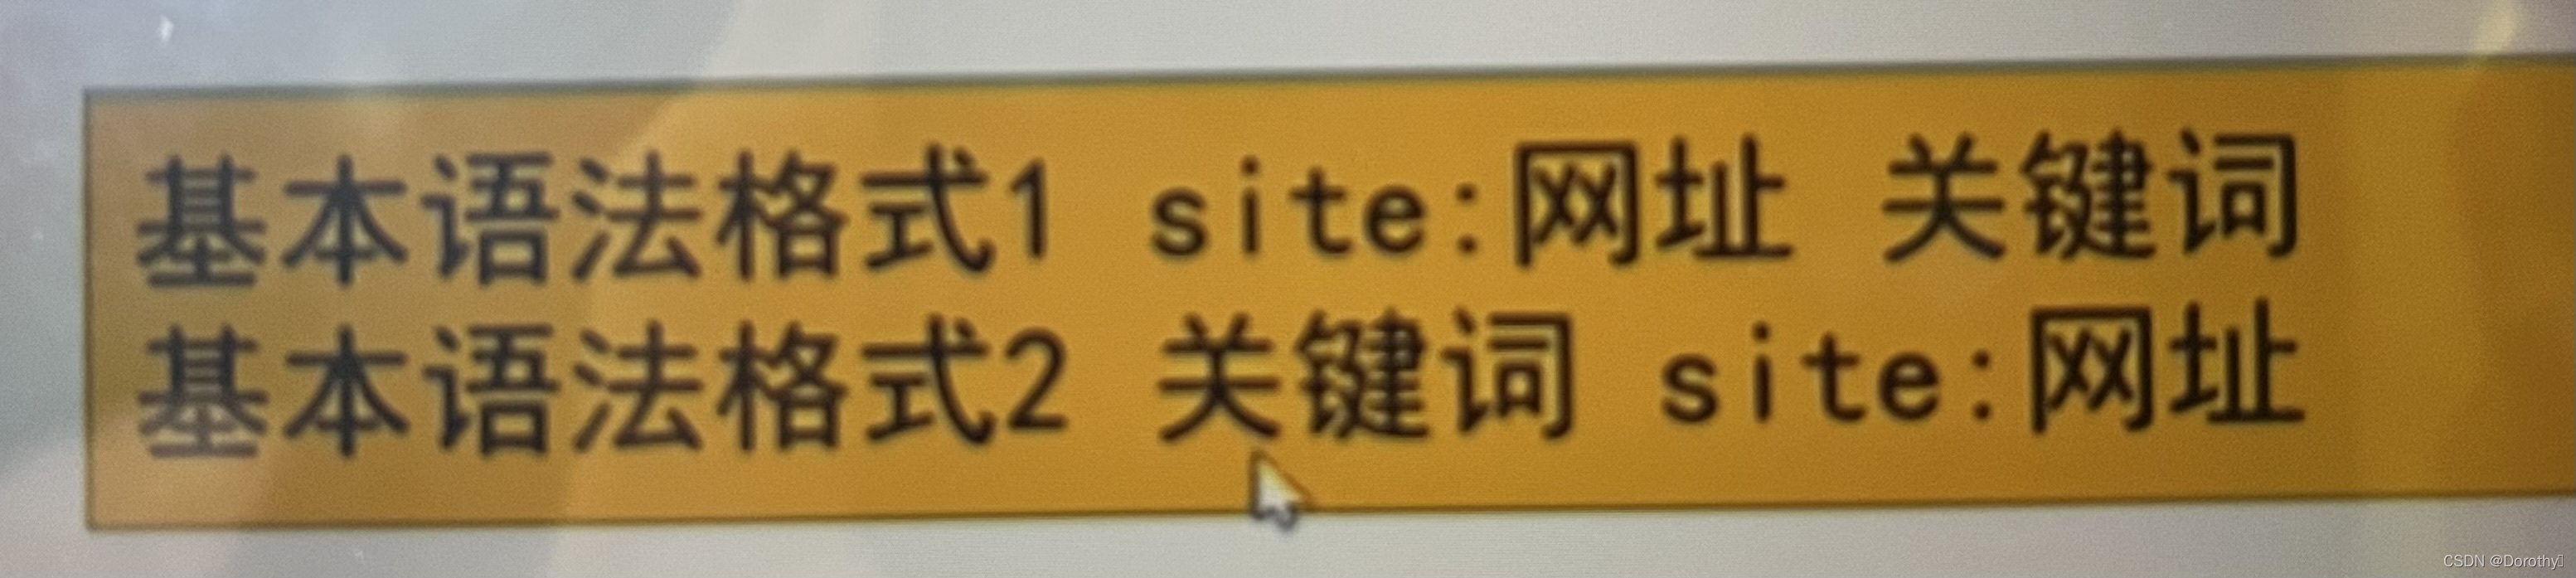 基本语法格式1 site:网址 关键词
基本语法格式2 关键词 site:网址
CSDN @Dorothy